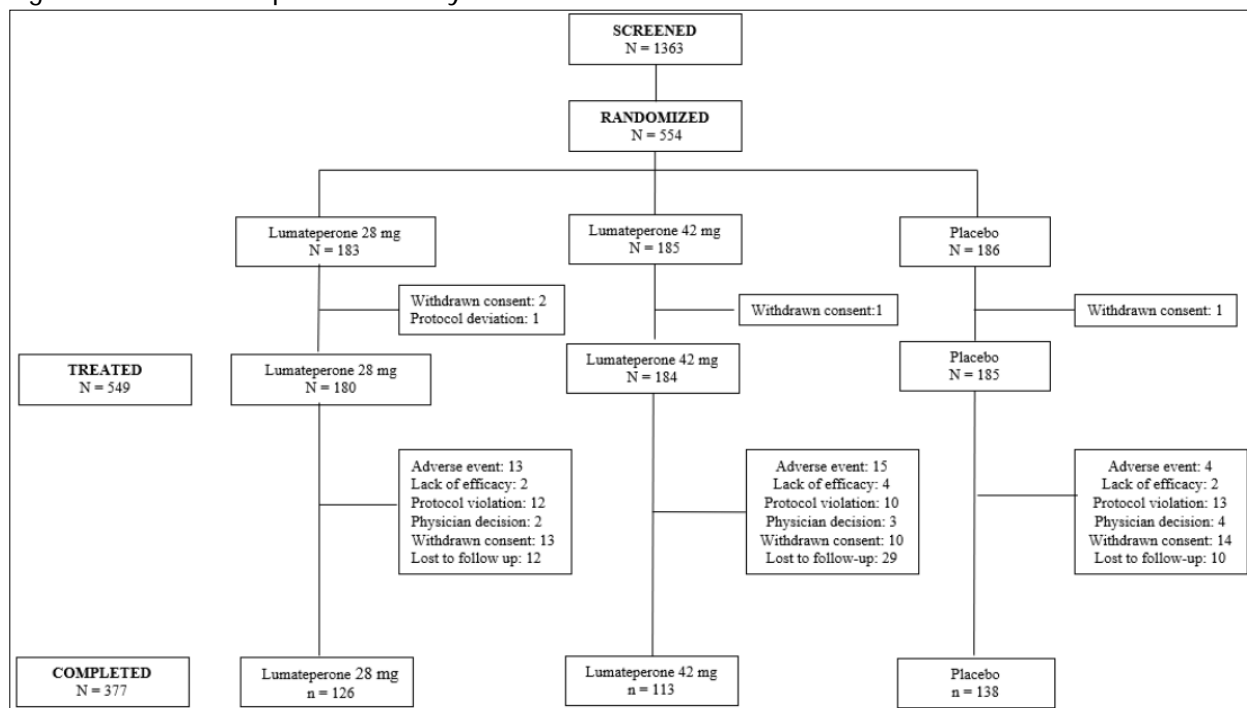 SCREENED
N = 1363
RANDOMIZED
N = 554
Lumateperone 28 mg
N = 183
Lumateperone 42 mg
N = 185
Placebo
N = 186
Withdrawn consent: 2
Protocol deviation: 1
Withdrawn consent:1
Withdrawn consent: 1
TREATED
N = 549
Lumateperone 28 mg
N = 180
Lumateperone 42 mg
N = 184
Placebo
N = 185
Adverse event: 13
Lack of efficacy: 2
Protocol violation: 12
Physician decision: 2
Withdrawn consent: 13
Lost to follow up: 12
Adverse event: 15
Lack of efficacy: 4
Protocol violation: 10
Physician decision: 3
Withdrawn consent: 10
Lost to follow-up: 29
Adverse event: 4
Lack of efficacy: 2
Protocol violation: 13
Physician decision: 4
Withdrawn consent: 14
Lost to follow-up: 10
COMPLETED
N = 377
Lumateperone 28 mg
n = 126
Lumateperone 42 mg
n = 113
Placebo
n = 138